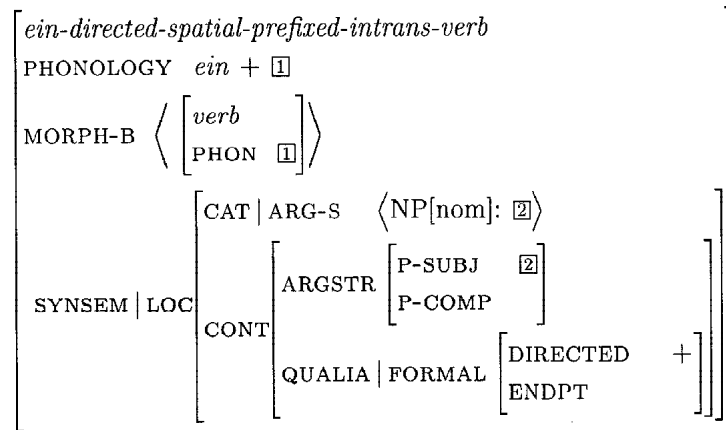 ein-directed-spatial-prefixed-intrans-verb
PHONOLOGY ein + 1
MORPH-B ⟨ [ verb
PHON 1 ] ⟩
CAT | ARG-S ⟨NP[nom]: 2⟩
P-SUBJ 2
ARGSTR
P-COMP
SYNSEM | LOC
CONT
DIRECTED +
QUALIA | FORMAL
ENDPT